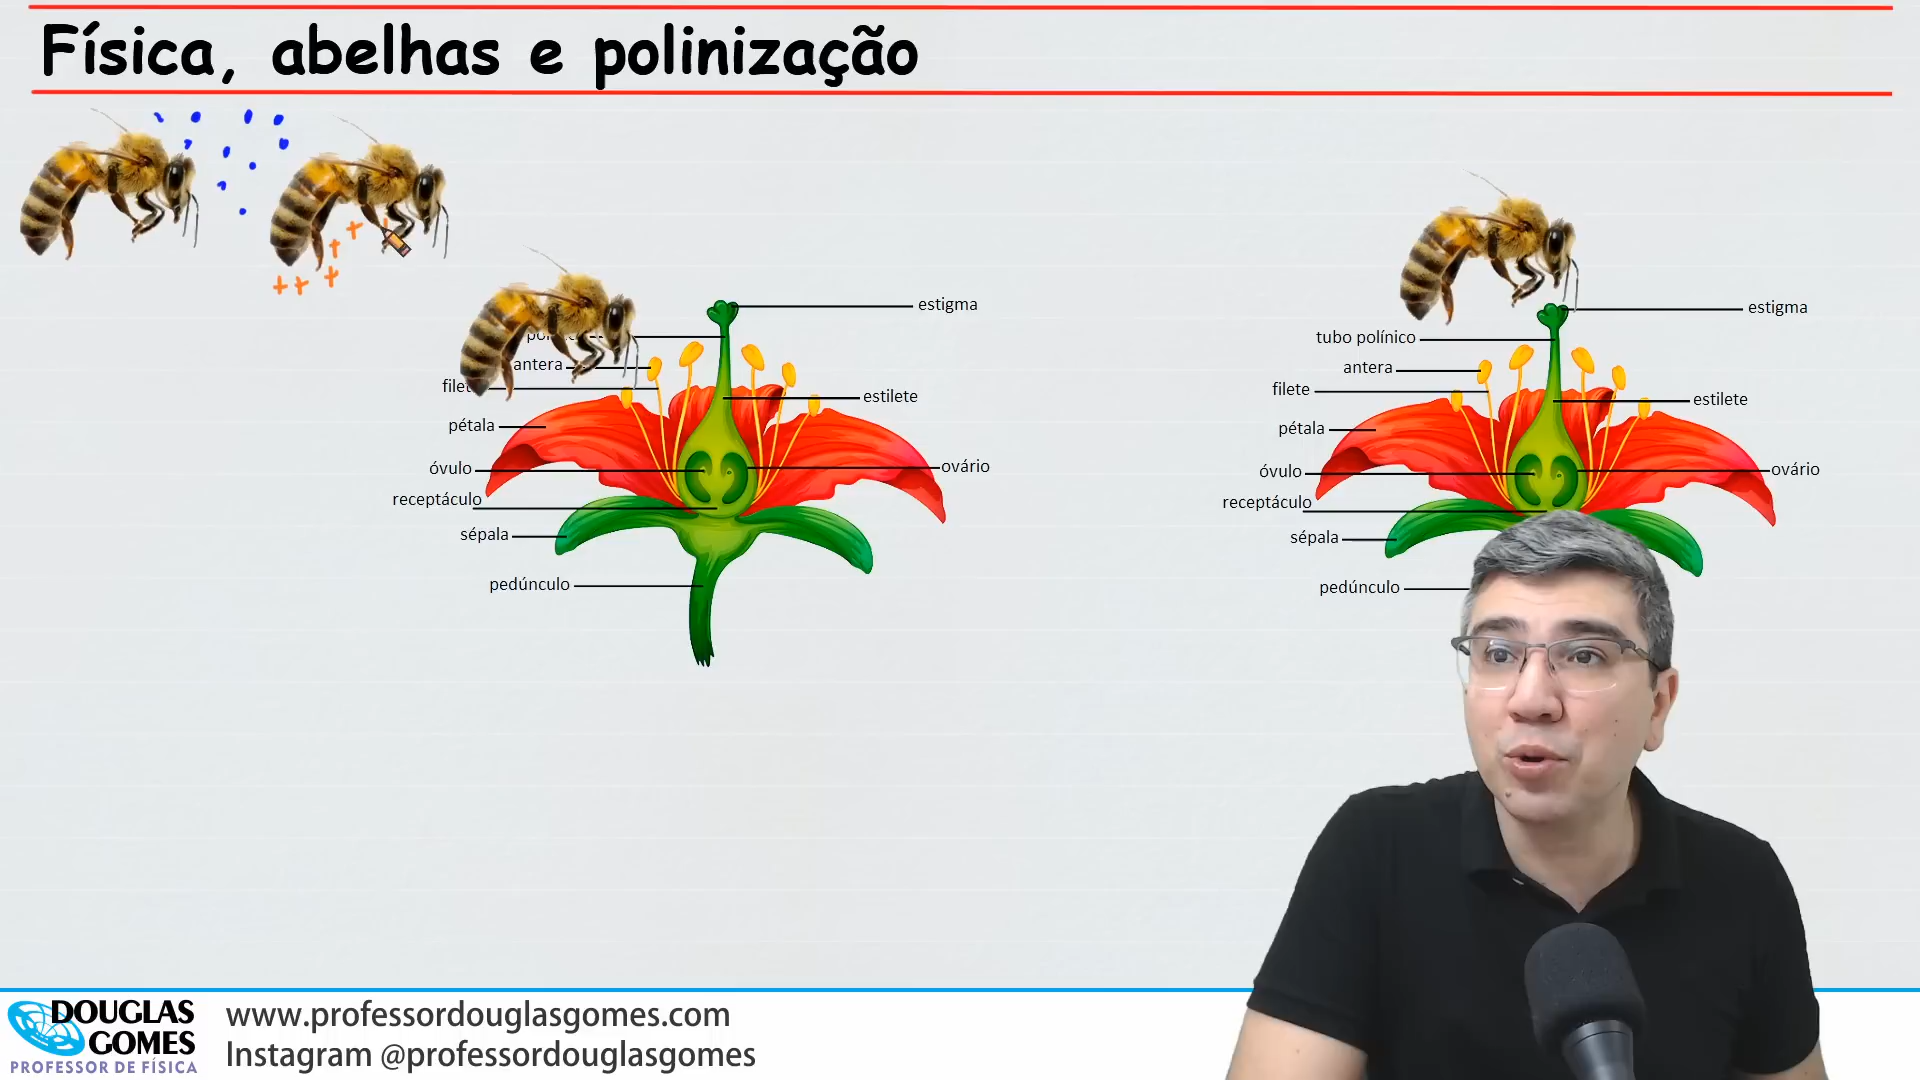 Física, abelhas e polinização
estigma
antera
filet
pétala
estilete
óvulo
ovário
receptáculo
sépala
pedúnculo
estigma
tubo polínico
antera
filete
pétala
estilete
óvulo
ovário
receptáculo
sépala
pedúnculo
++ + + +
DOUGLAS
GOMES
PROFESSOR DE FÍSICA
www.professordouglasgomes.com
Instagram @professordouglasgomes